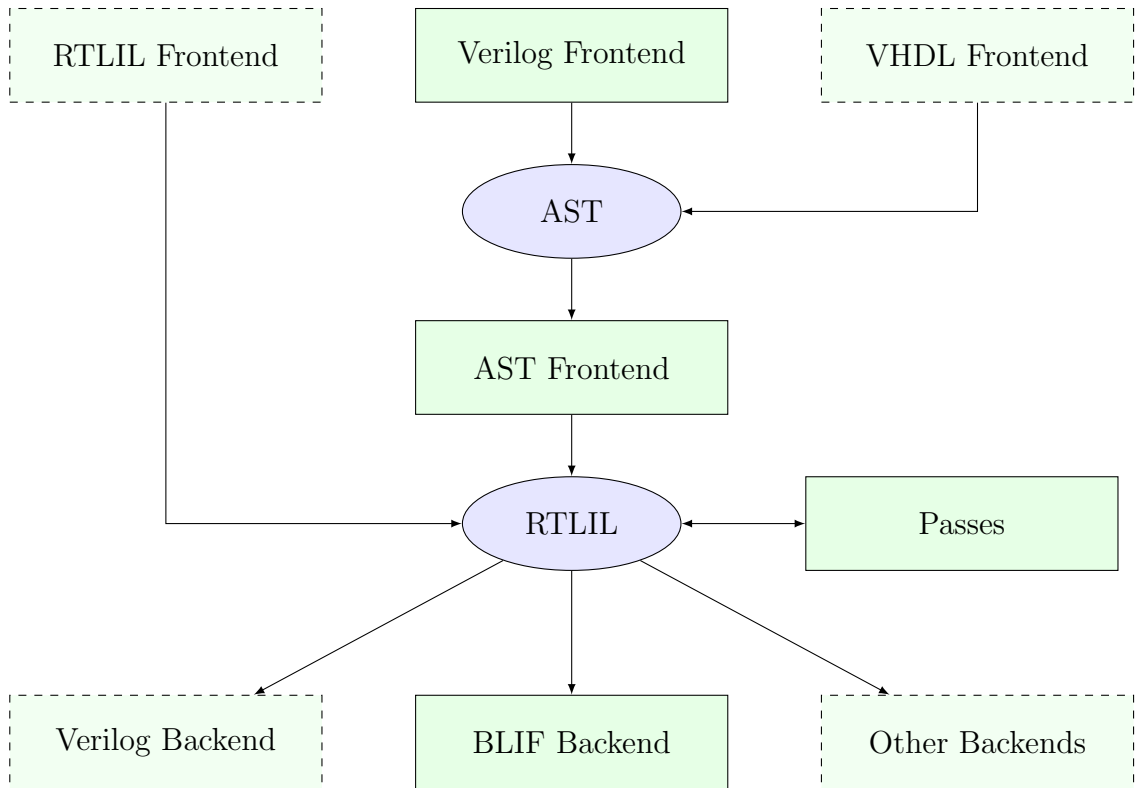 RTLIL Frontend
Verilog Frontend
VHDL Frontend
AST
AST Frontend
RTLIL
Passes
Verilog Backend
BLIF Backend
Other Backends